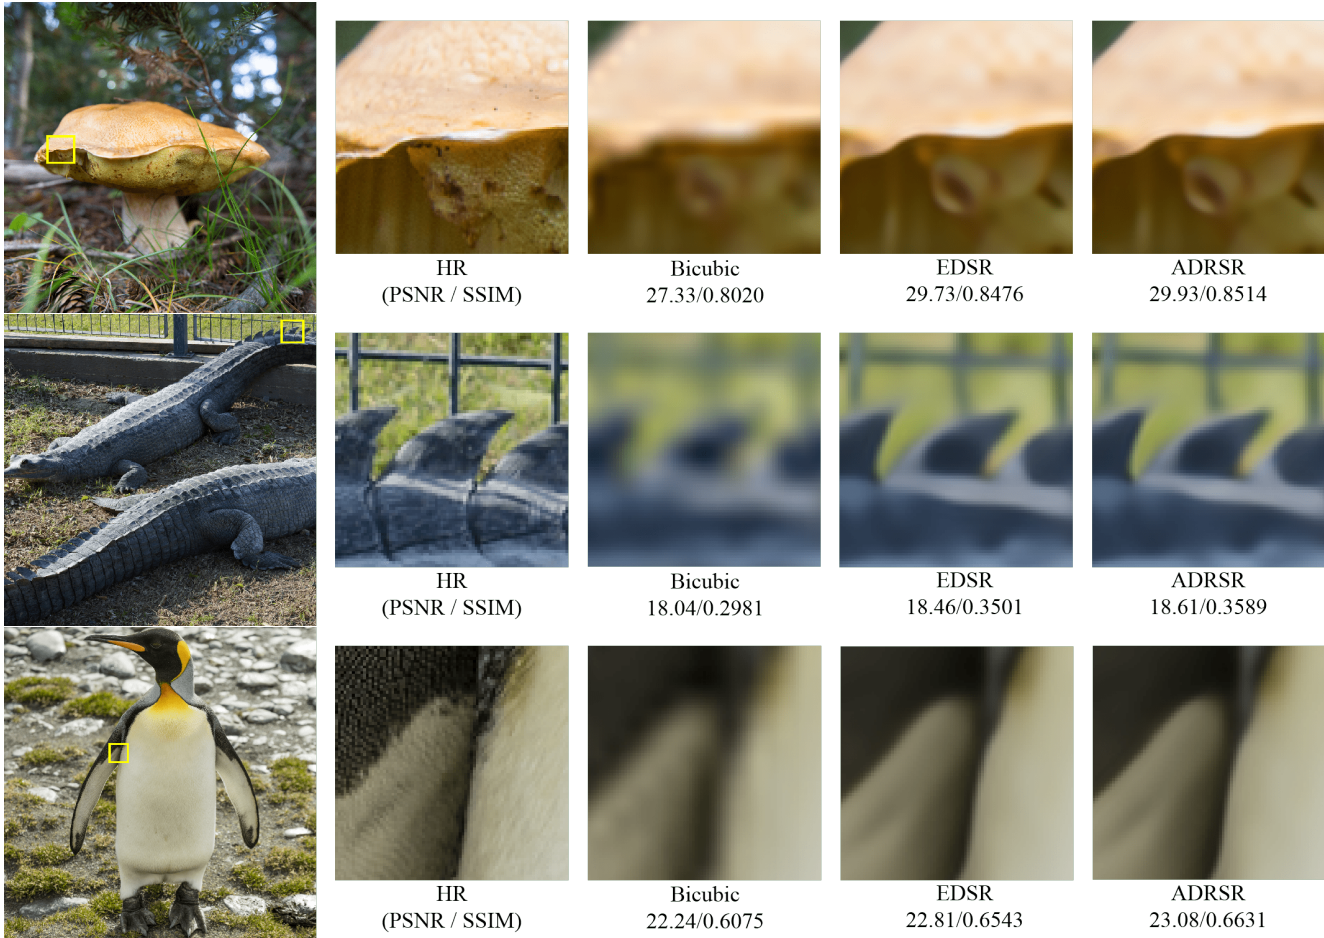 HR Bicubic EDSR ADRSR
(PSNR / SSIM) 27.33/0.8020 29.73/0.8476 29.93/0.8514
HR Bicubic EDSR ADRSR
(PSNR / SSIM) 18.04/0.2981 18.46/0.3501 18.61/0.3589
HR Bicubic EDSR ADRSR
(PSNR / SSIM) 22.24/0.6075 22.81/0.6543 23.08/0.6631